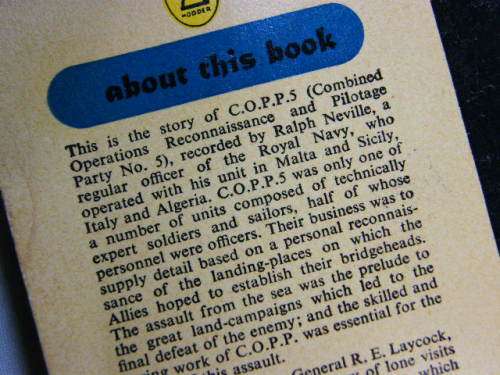 HODDER
about this book
This is the story of C.O.P.P.5 (Combined
Operations Reconnaissance and Pilotage
Party No. 5), recorded by Ralph Neville, a
regular officer of the Royal Navy, who
operated with his unit in Malta and Sicily,
Italy and Algeria. C.O.P.P.5 was only one of
a number of units composed of technically
expert soldiers and sailors, half of whose
personnel were officers. Their business was to
supply detail based on a personal reconnais-
sance of the landing-places on which the
Allies hoped to establish their bridgeheads.
The assault from the sea was the prelude to
the great land-campaigns which led to the
final defeat of the enemy; and the skilled and
work of C.O.P.P. was essential for the
this assault.
General R. E. Laycock,
of lone visits
which